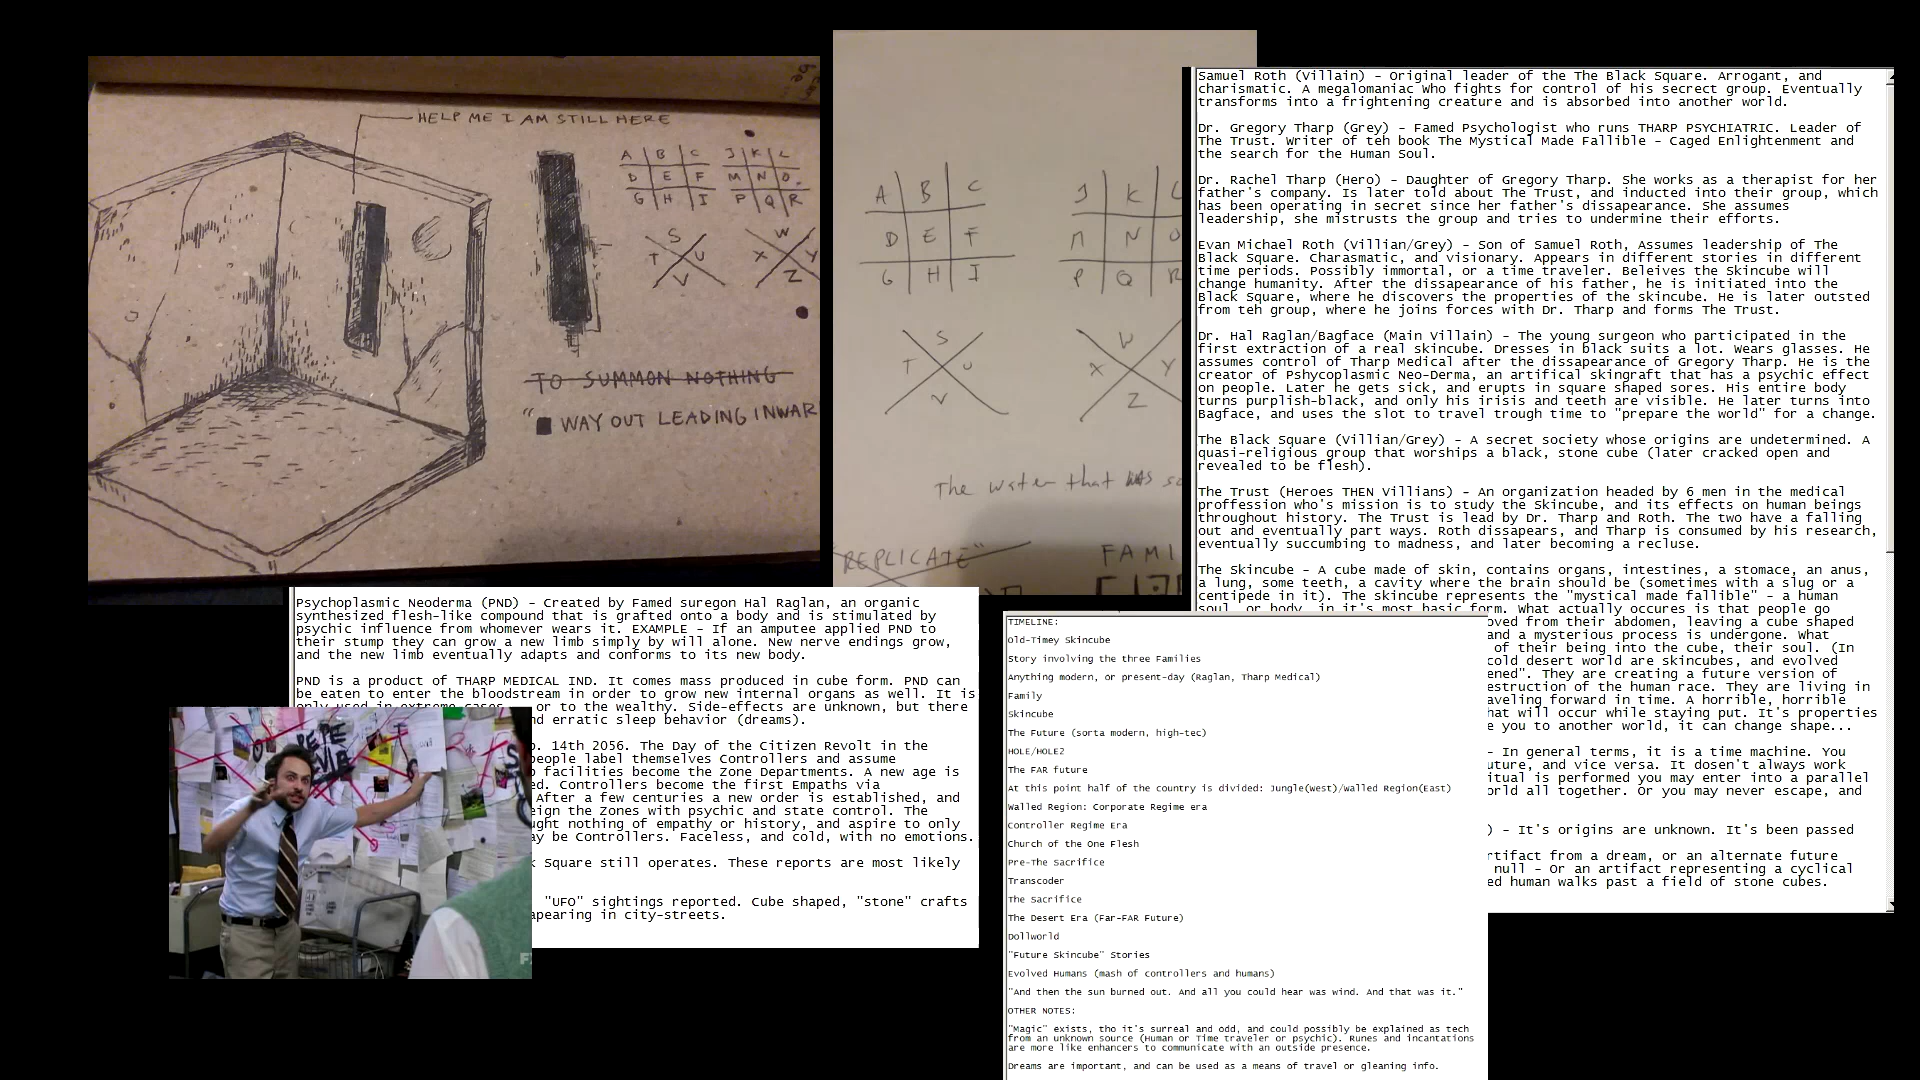 HELP ME I AM STILL HERE
A B C J K L
D E F M N O
G H I P Q R
S W
T U X Y
V Z
TO SUMMON NOTHING
"■ WAY OUT LEADING INWAR
A B C J K L
D E F M N O
G H I P Q R
S W
T U X Y
V Z
The water that was
"REPLICATE"
FAMI
Samuel Roth (Villain) - Original leader of the The Black Square. Arrogant, and
charismatic. A megalomaniac who fights for control of his secrect group. Eventually
transforms into a frightening creature and is absorbed into another world.
Dr. Gregory Tharp (Grey) - Famed Psychologist who runs THARP PSYCHIATRIC. Leader of
The Trust. Writer of teh book The Mystical Made Fallible - Caged Enlightenment and
the search for the Human Soul.
Dr. Rachel Tharp (Hero) - Daughter of Gregory Tharp. She works as a therapist for her
father's company. Is later told about The Trust, and inducted into their group, which
has been operating in secret since her father's dissapearance. She assumes
leadership, she mistrusts the group and tries to undermine their efforts.
Evan Michael Roth (Villian/Grey) - Son of Samuel Roth, Assumes leadership of The
Black Square. Charasmatic, and visionary. Appears in different stories in different
time periods. Possibly immortal, or a time traveler. Beleives the Skincube will
change humanity. After the dissapearance of his father, he is initiated into the
Black Square, where he discovers the properties of the skincube. He is later outsted
from teh group, where he joins forces with Dr. Tharp and forms The Trust.
Dr. Hal Raglan/Bagface (Main Villain) - The young surgeon who participated in the
first extraction of a real skincube. Dresses in black suits a lot. Wears glasses. He
assumes control of Tharp Medical after the dissapearance of Gregory Tharp. He is the
creator of Pshycoplasmic Neo-Derma, an artifical skingraft that has a psychic effect
on people. Later he gets sick, and erupts in square shaped sores. His entire body
turns purplish-black, and only his irisis and teeth are visible. He later turns into
Bagface, and uses the slot to travel trough time to "prepare the world" for a change.
The Black Square (Villian/Grey) - A secret society whose origins are undetermined. A
quasi-religious group that worships a black, stone cube (later cracked open and
revealed to be flesh).
The Trust (Heroes THEN Villians) - An organization headed by 6 men in the medical
proffession who's mission is to study the Skincube, and its effects on human beings
throughout history. The Trust is lead by Dr. Tharp and Roth. The two have a falling
out and eventually part ways. Roth dissapears, and Tharp is consumed by his research,
eventually succumbing to madness, and later becoming a recluse.
The Skincube - A cube made of skin, contains organs, intestines, a stomace, an anus,
a lung, some teeth, a cavity where the brain should be (sometimes with a slug or a
centipede in it). The skincube represents the "mystical made fallible" - a human
soul, or body, in it's most basic form. What actually occures is that people go
oved from their abdomen, leaving a cube shaped
and a mysterious process is undergone. What
of their being into the cube, their soul. (In
cold desert world are skincubes, and evolved
ened". They are creating a future version of
estruction of the human race. They are living in
aveling forward in time. A horrible, horrible
hat will occur while staying put. It's properties
e you to another world, it can change shape...
- In general terms, it is a time machine. You
uture, and vice versa. It dosen't always work
itual is performed you may enter into a parallel
orld all together. Or you may never escape, and
) - It's origins are unknown. It's been passed
rtifact from a dream, or an alternate future
null - Or an artifact representing a cyclical
ed human walks past a field of stone cubes.
Psychoplasmic Neoderma (PND) - Created by Famed suregon Hal Raglan, an organic
synthesized flesh-like compound that is grafted onto a body and is stimulated by
psychic influence from whomever wears it. EXAMPLE - If an amputee applied PND to
their stump they can grow a new limb simply by will alone. New nerve endings grow,
and the new limb eventually adapts and conforms to its new body.
PND is a product of THARP MEDICAL IND. It comes mass produced in cube form. PND can
be eaten to enter the bloodstream in order to grow new internal organs as well. It is
only used in extreme cases, or to the wealthy. Side-effects are unknown, but there
nd erratic sleep behavior (dreams).
. 14th 2056. The Day of the Citizen Revolt in the
people label themselves Controllers and assume
facilities become the Zone Departments. A new age is
ed. Controllers become the first Empaths via
After a few centuries a new order is established, and
eign the Zones with psychic and state control. The
ught nothing of empathy or history, and aspire to only
ay be Controllers. Faceless, and cold, with no emotions.
k Square still operates. These reports are most likely
"UFO" sightings reported. Cube shaped, "stone" crafts
apearing in city-streets.
PEPE
SILVIA
F
TIMELINE:
Old-Timey Skincube
Story involving the three Families
Anything modern, or present-day (Raglan, Tharp Medical)
Family
Skincube
The Future (sorta modern, high-tec)
HOLE/HOLE2
The FAR future
At this point half of the country is divided: Jungle(West)/Walled Region(East)
Walled Region: Corporate Regime era
Controller Regime Era
Church of the One Flesh
Pre-The Sacrifice
Transcoder
The Sacrifice
The Desert Era (Far-FAR Future)
Dollworld
"Future Skincube" Stories
Evolved Humans (mash of controllers and humans)
"And then the sun burned out. And all you could hear was wind. And that was it."
OTHER NOTES:
"Magic" exists, tho it's surreal and odd, and could possibly be explained as tech
from an unknown source (Human or Time traveler or psychic). Runes and incantations
are more like enhancers to communicate with an outside presence.
Dreams are important, and can be used as a means of travel or gleaning info.